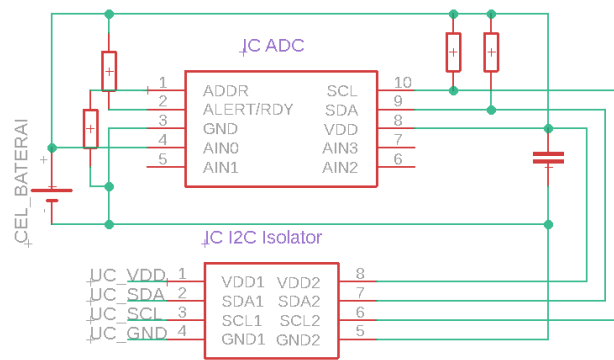 IC ADC
1 ADDR SCL 10
2 ALERT/RDY SDA 9
3 GND VDD 8
4 AIN0 AIN3 7
5 AIN1 AIN2 6
CEL_BATERAI
+
-
IC I2C Isolator
UC_VDD 1 VDD1 VDD2 8
UC_SDA 2 SDA1 SDA2 7
UC_SCL 3 SCL1 SCL2 6
UC_GND 4 GND1 GND2 5